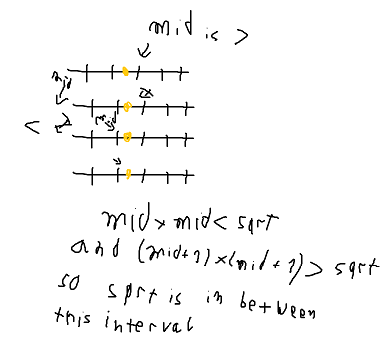 mid is >
mid
mid
<
mid × mid < sqrt
and (mid+1) × (mid+1) > sqrt
so sqrt is in between
this interval